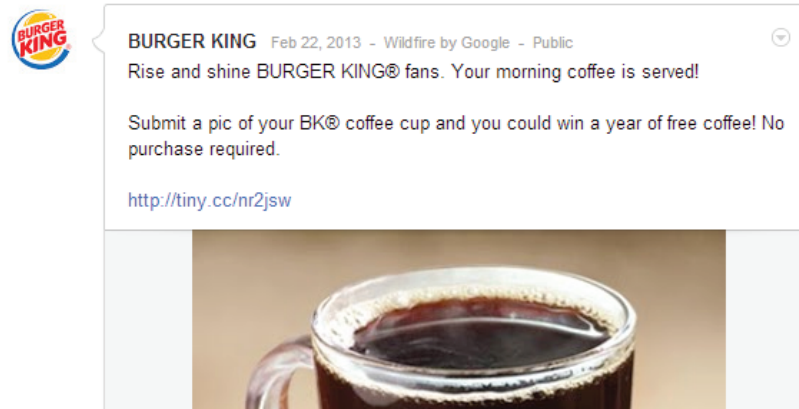 BURGER
KING®
BURGER KING Feb 22, 2013 - Wildfire by Google - Public
Rise and shine BURGER KING® fans. Your morning coffee is served!
Submit a pic of your BK® coffee cup and you could win a year of free coffee! No
purchase required.
http://tiny.cc/nr2jsw